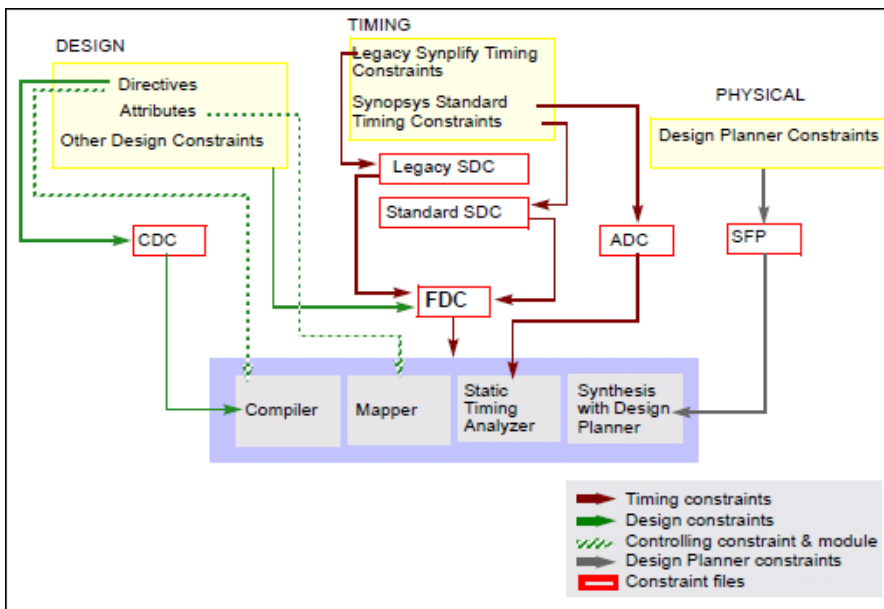 TIMING
DESIGN
Legacy Synplify Timing
Constraints
Directives
Attributes
Synopsys Standard
Timing Constraints
PHYSICAL
Other Design Constraints
Design Planner Constraints
Legacy SDC
Standard SDC
CDC
ADC
SFP
FDC
Compiler
Mapper
Static
Timing
Analyzer
Synthesis
with Design
Planner
Timing constraints
Design constraints
Controlling constraint & module
Design Planner constraints
Constraint files